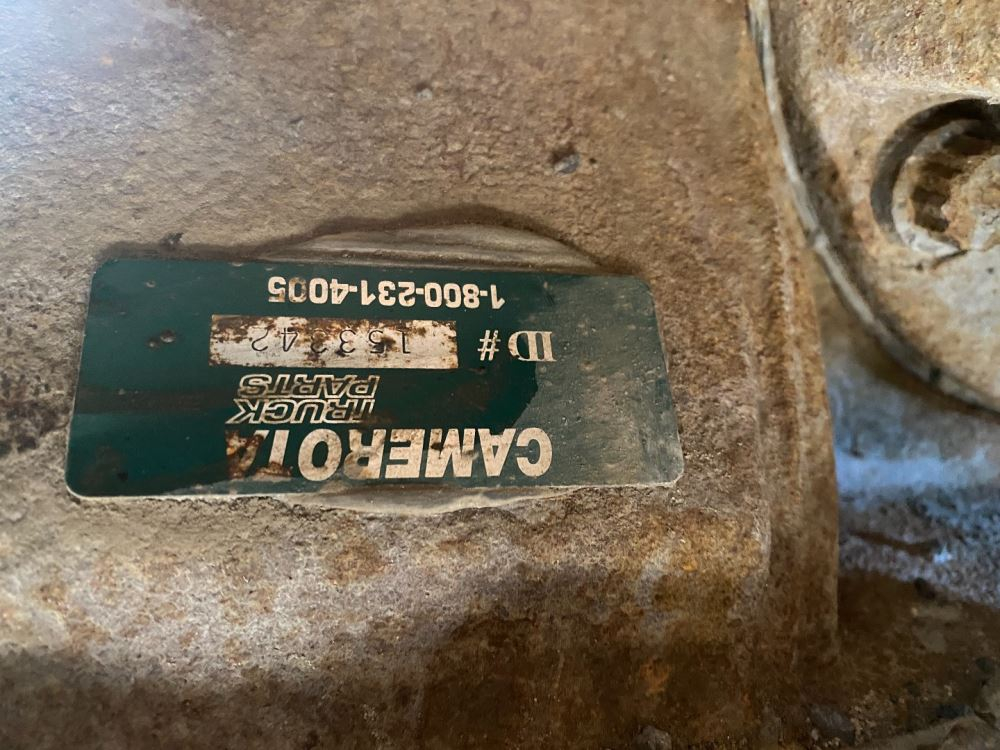 CAMEROTA
TRUCK
PARTS
ID # 153342
1-800-231-4005